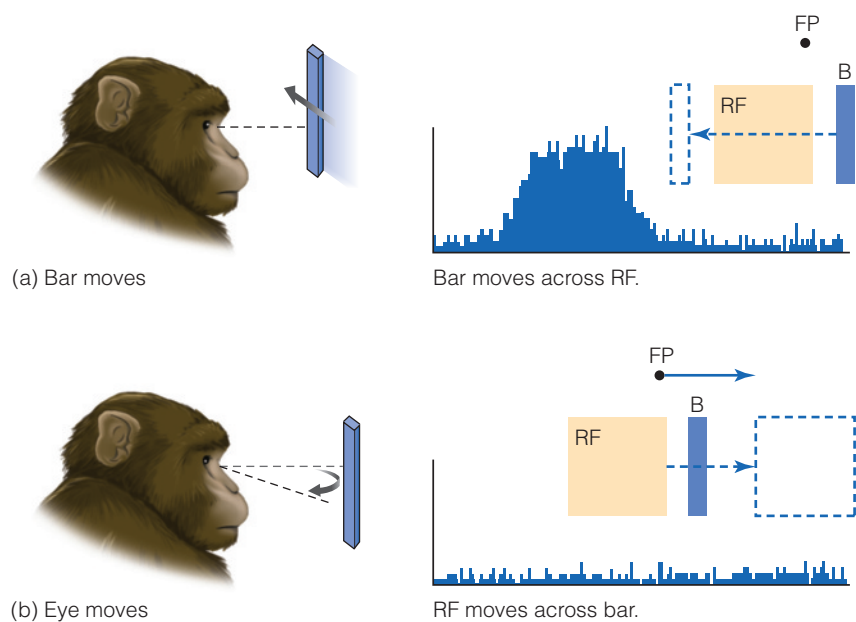 FP
B
RF
(a) Bar moves
Bar moves across RF.
FP
B
RF
(b) Eye moves
RF moves across bar.